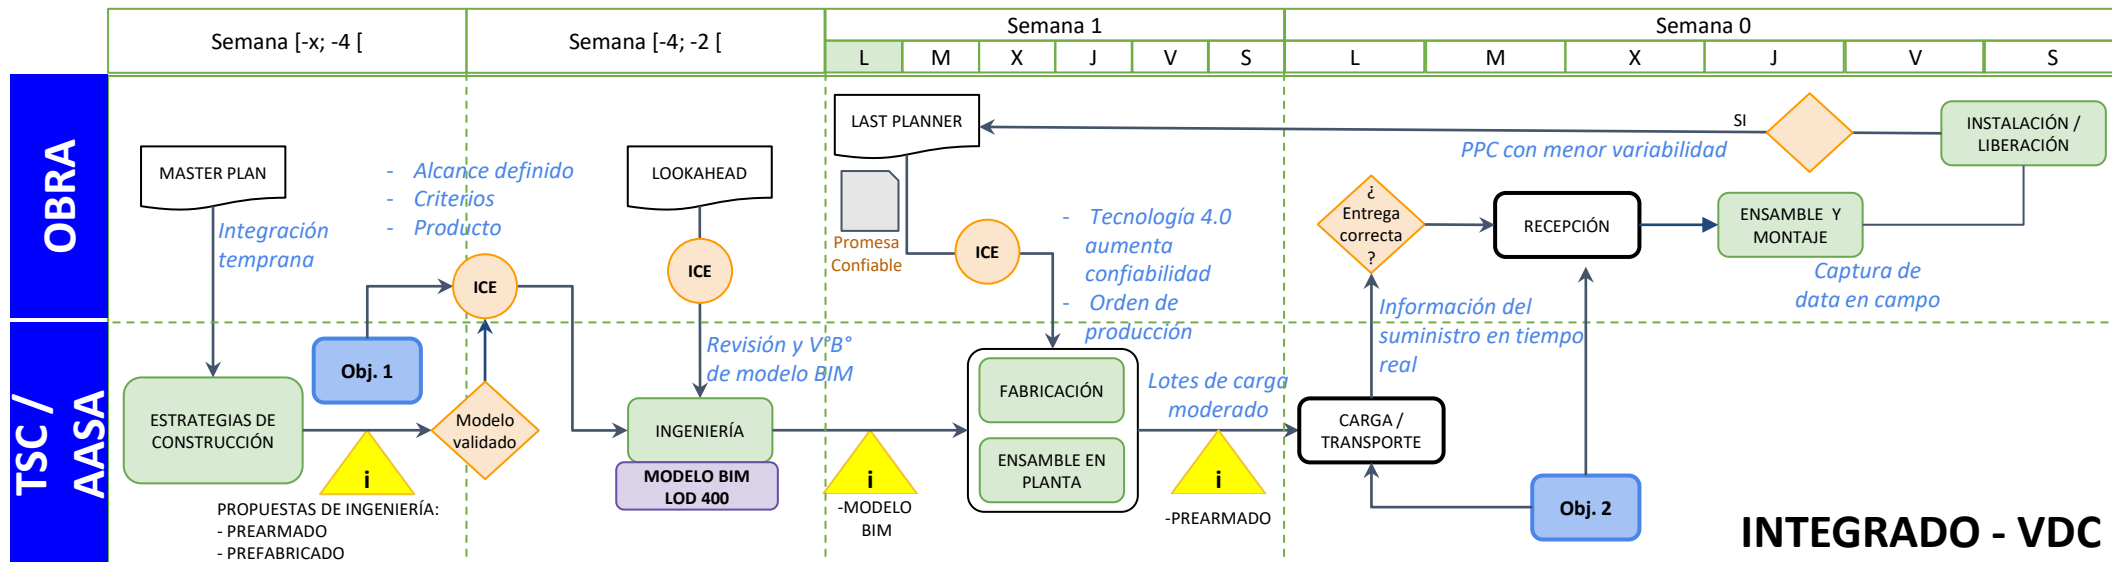 Semana [-x; -4 [
Semana [-4; -2 [
Semana 1
Semana 0
L
M
X
J
V
S
L
M
X
J
V
S
OBRA
MASTER PLAN
Integración
temprana
- Alcance definido
- Criterios
- Producto
ICE
LOOKAHEAD
ICE
LAST PLANNER
Promesa
Confiable
ICE
- Tecnología 4.0
aumenta
confiabilidad
- Orden de
producción
¿
Entrega
correcta
?
Información del
suministro en tiempo
real
RECEPCIÓN
SI
PPC con menor variabilidad
ENSAMBLE Y
MONTAJE
INSTALACIÓN /
LIBERACIÓN
Captura de
data en campo
TSC /
AASA
ESTRATEGIAS DE
CONSTRUCCIÓN
Obj. 1
i
PROPUESTAS DE INGENIERÍA:
- PREARMADO
- PREFABRICADO
Modelo
validado
Revisión y V°B°
de modelo BIM
INGENIERÍA
MODELO BIM
LOD 400
i
-MODELO
BIM
FABRICACIÓN
ENSAMBLE EN
PLANTA
Lotes de carga
moderado
i
-PREARMADO
CARGA /
TRANSPORTE
Obj. 2
INTEGRADO - VDC